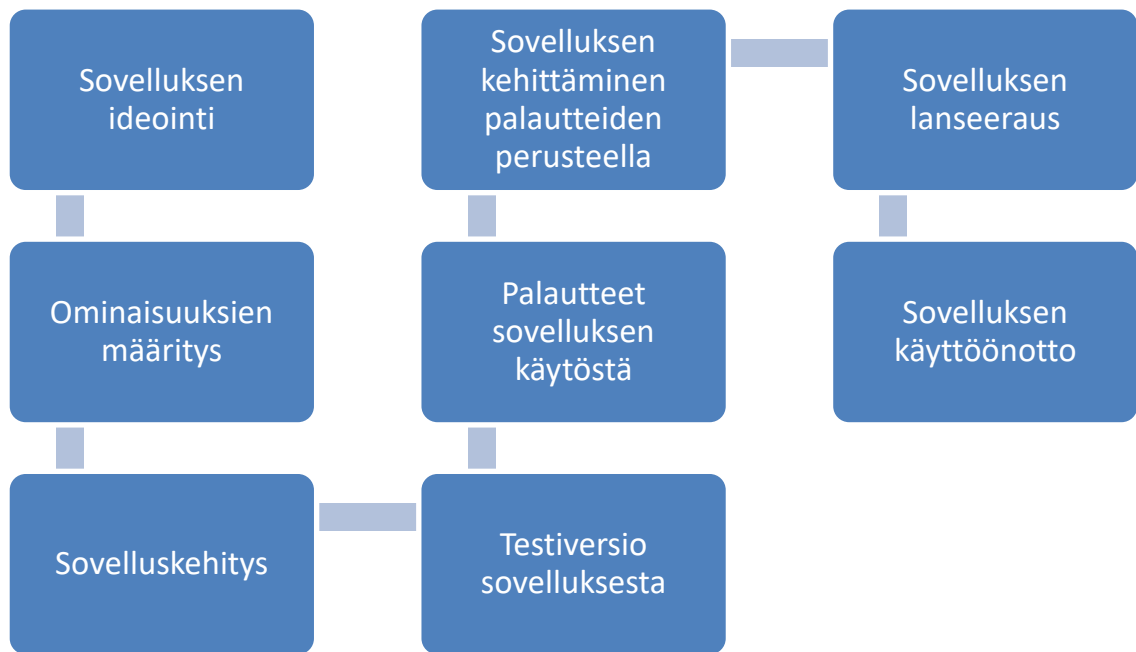 Sovelluksen
ideointi
Ominaisuuksien
määritys
Sovelluskehitys
Testiversio
sovelluksesta
Palautteet
sovelluksen
käytöstä
Sovelluksen
kehittäminen
palautteiden
perusteella
Sovelluksen
lanseeraus
Sovelluksen
käyttöönotto